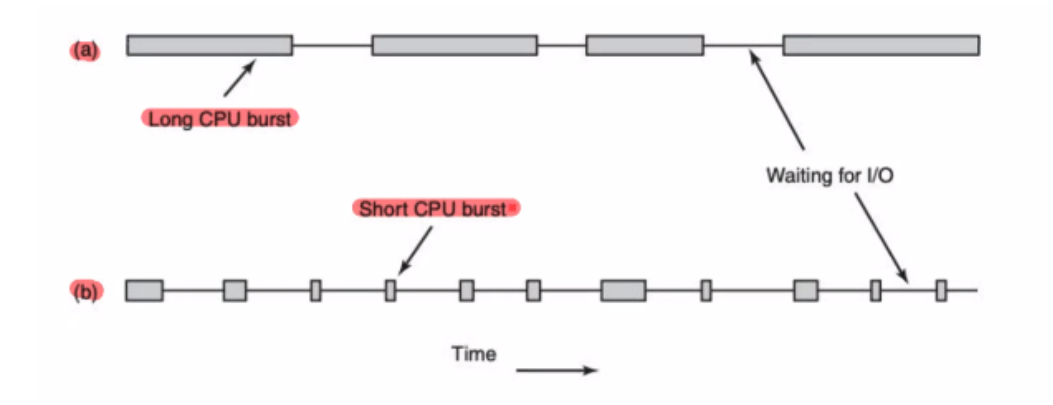 (a)
Long CPU burst
Waiting for I/O
Short CPU burst
(b)
Time